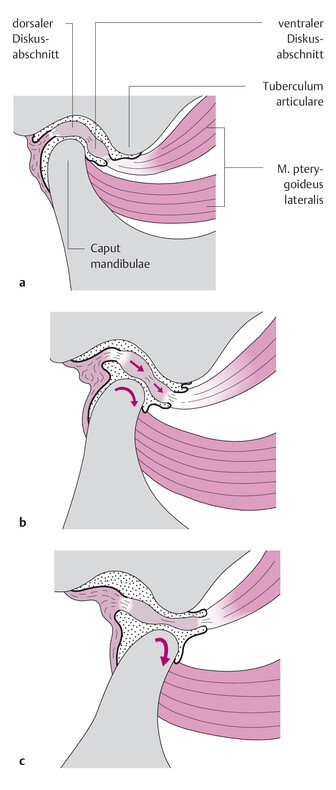 dorsaler
Diskus-
abschnitt
ventraler
Diskus-
abschnitt
Tuberculum
articulare
M. ptery-
goideus
lateralis
Caput
mandibulae
a
b
c